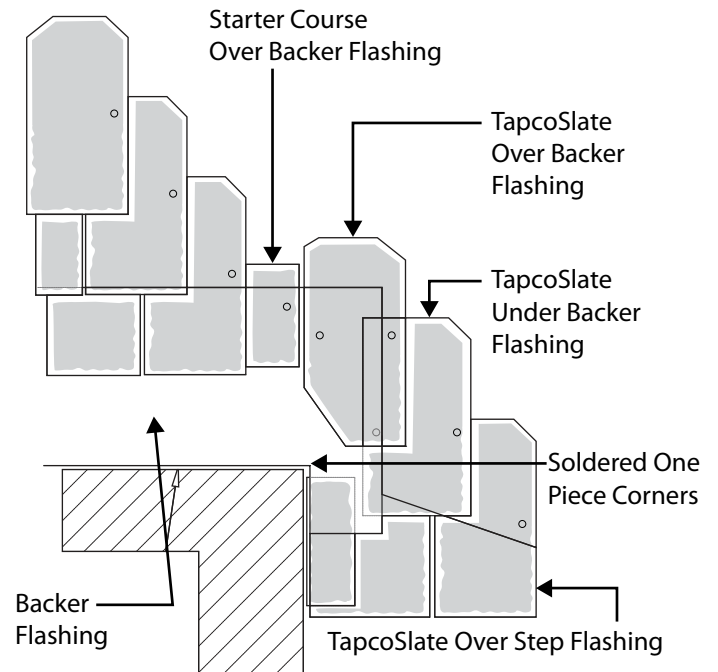 Starter Course
Over Backer Flashing
TapcoSlate
Over Backer
Flashing
TapcoSlate
Under Backer
Flashing
Soldered One
Piece Corners
Backer
Flashing
TapcoSlate Over Step Flashing